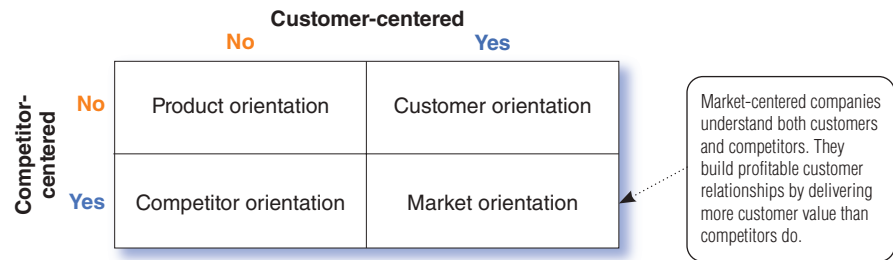 Customer-centered
No Yes
Competitor-
centered
No
Product orientation Customer orientation
Yes
Competitor orientation Market orientation
Market-centered companies
understand both customers
and competitors. They
build profitable customer
relationships by delivering
more customer value than
competitors do.